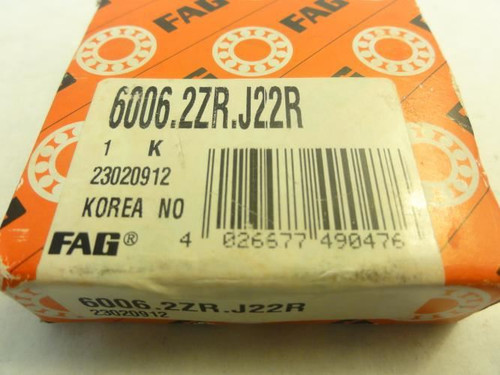 FAG
FAG
6006.2ZR.J22R
1 K
23020912
KOREA NO
FAG®
4 026677 490476
6006.2ZR.J22R
23020912